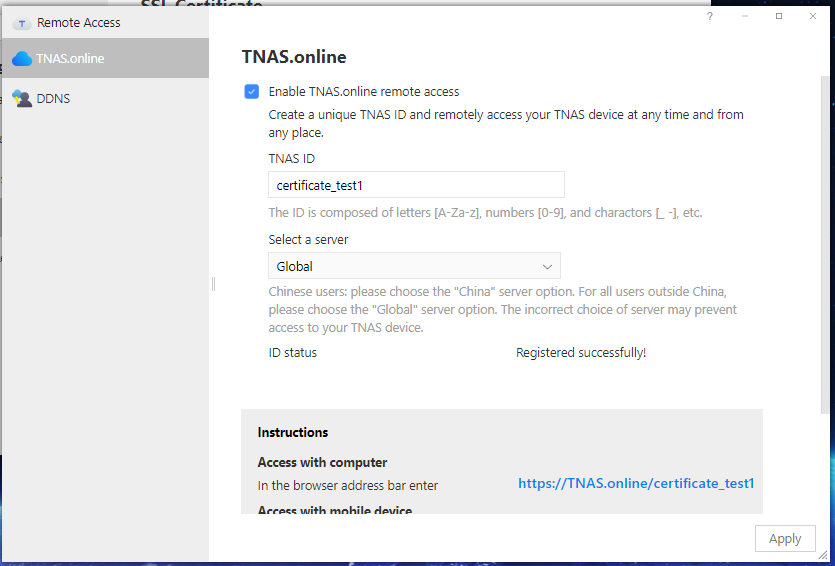 SSL Certificate
Remote Access
TNAS.online
DDNS
TNAS.online
Enable TNAS.online remote access
Create a unique TNAS ID and remotely access your TNAS device at any time and from
any place.
TNAS ID
certificate_test1
The ID is composed of letters [A-Za-z], numbers [0-9], and charactors [_ -], etc.
Select a server
Global
Chinese users: please choose the "China" server option. For all users outside China,
please choose the "Global" server option. The incorrect choice of server may prevent
access to your TNAS device.
ID status Registered successfully!
Instructions
Access with computer
In the browser address bar enter https://TNAS.online/certificate_test1
Access with mobile device
Apply